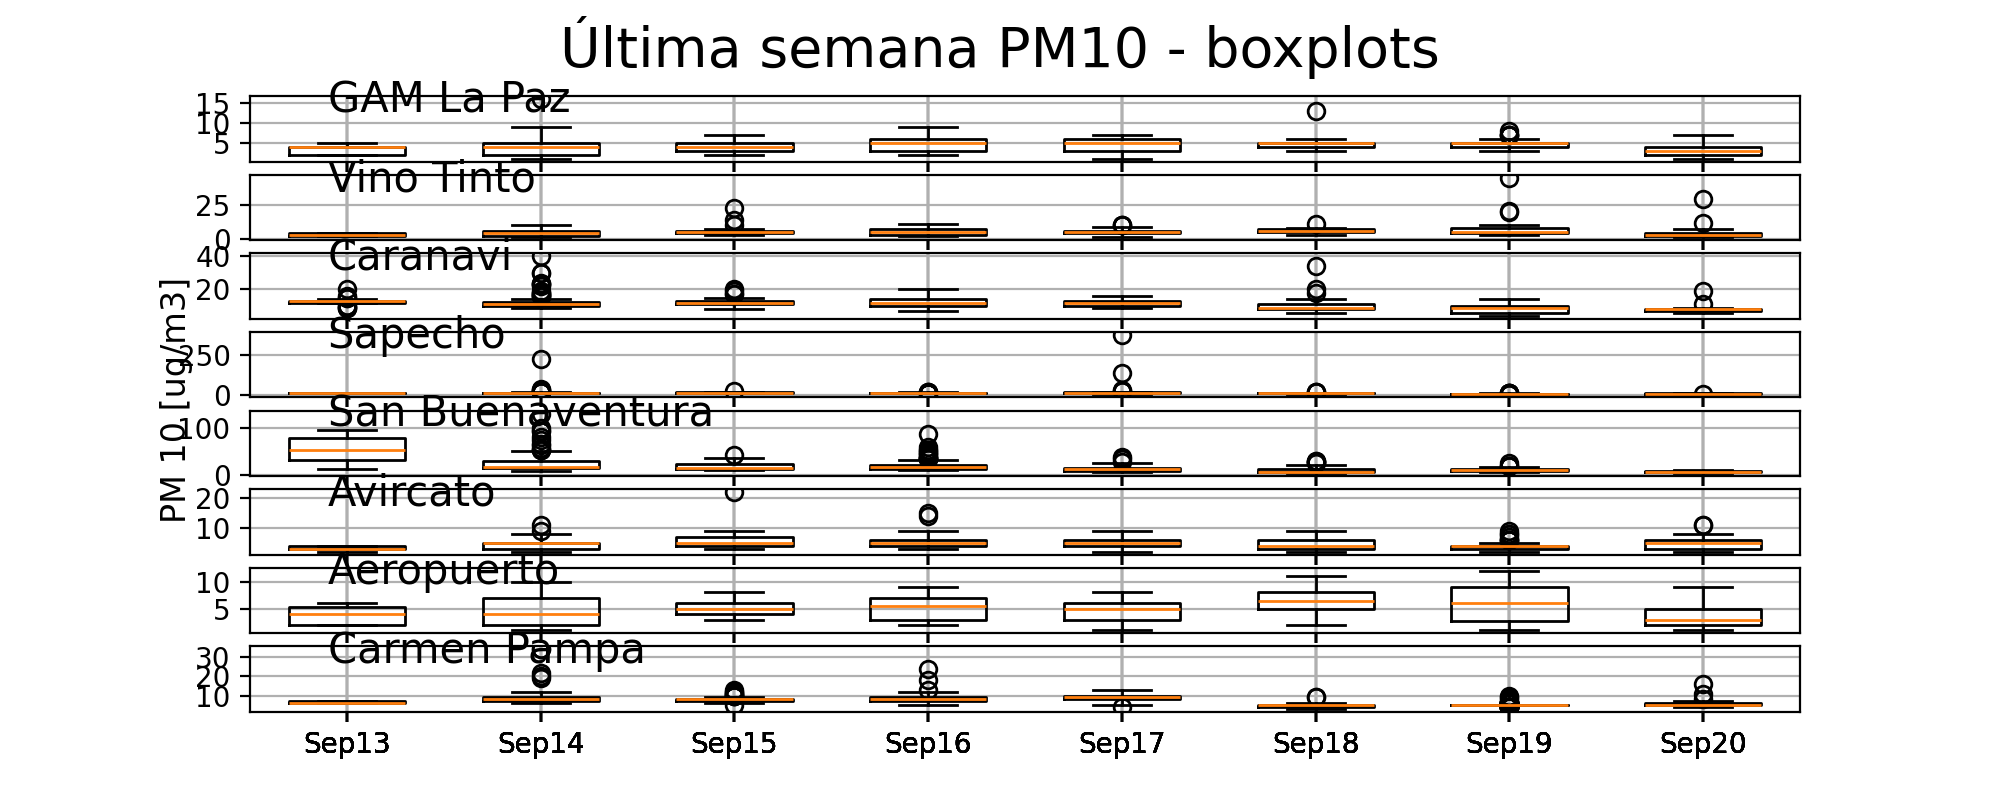 Última semana PM10 - boxplots
GAM La Paz
15
10
5
Vino Tinto
25
0
Caranavi
40
20
Sapecho
250
0
San Buenaventura
100
0
Avircato
20
10
Aeropuerto
10
5
Carmen Pampa
30
20
10
PM 10 [ug/m3]
Sep13 Sep14 Sep15 Sep16 Sep17 Sep18 Sep19 Sep20